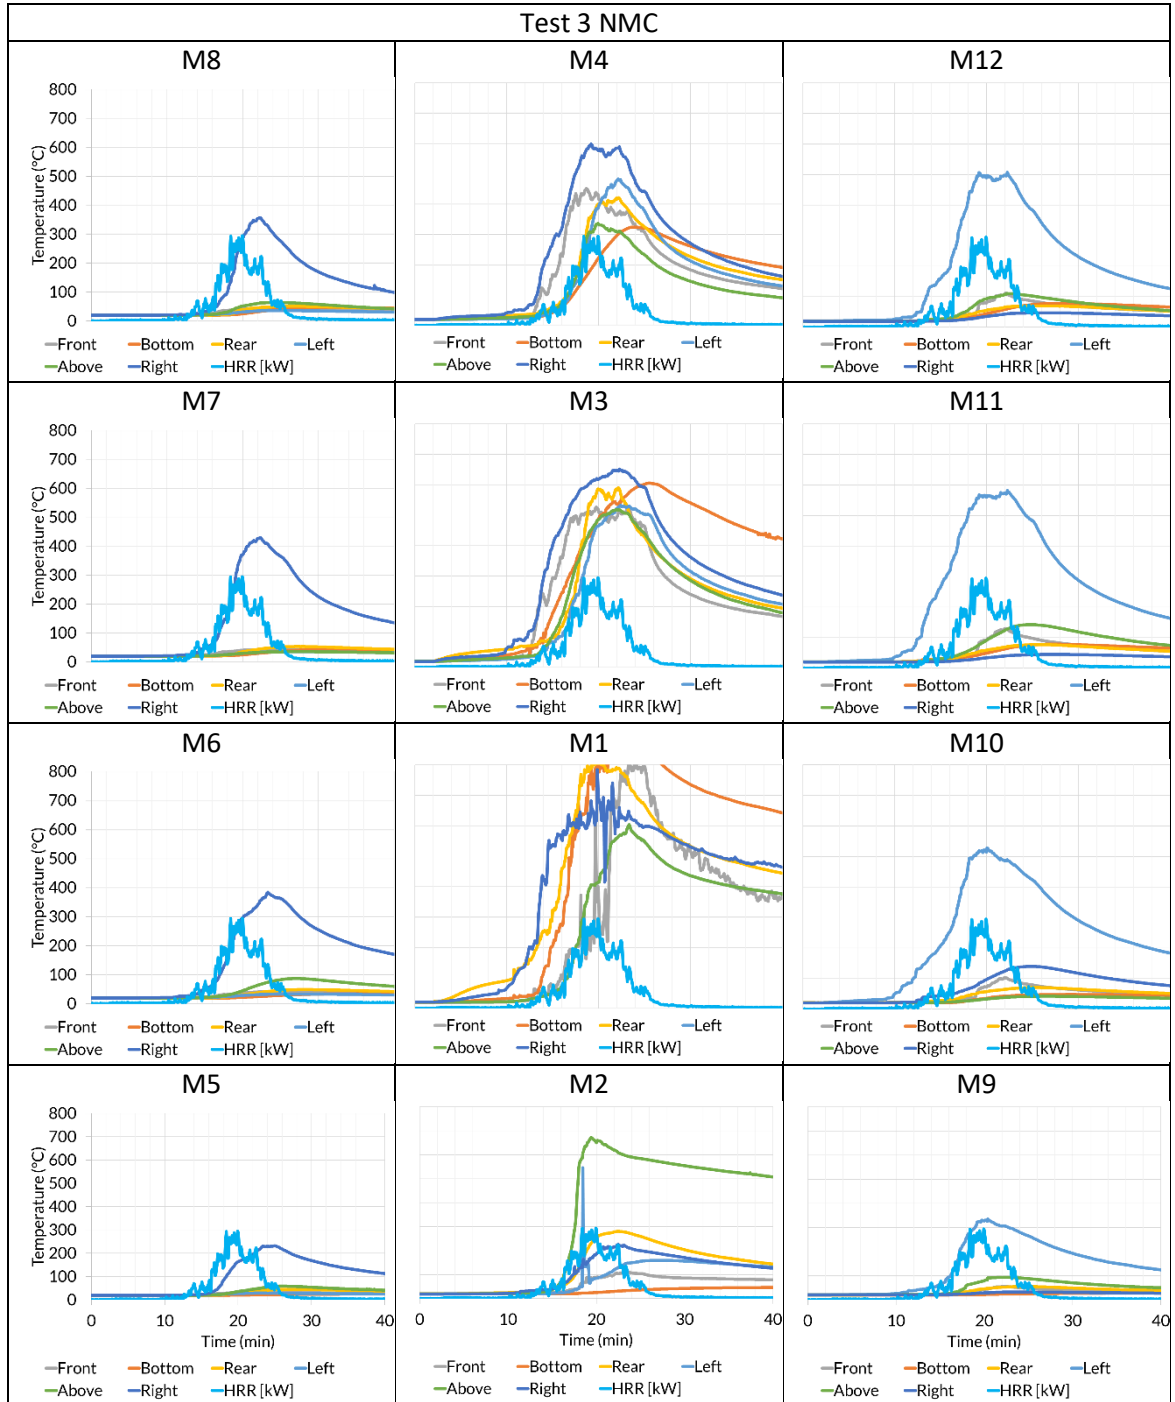 Test 3 NMC
M8 M4 M12
800
700
600
500
400
300
200
100
0
Temperature (°C)
Front Bottom Rear Left
Above Right HRR [kW]
Front Bottom Rear Left
Above Right HRR [kW]
Front Bottom Rear Left
Above Right HRR [kW]
M7 M3 M11
800
700
600
500
400
300
200
100
0
Temperature (°C)
Front Bottom Rear Left
Above Right HRR [kW]
Front Bottom Rear Left
Above Right HRR [kW]
Front Bottom Rear Left
Above Right HRR [kW]
M6 M1 M10
800
700
600
500
400
300
200
100
0
Temperature (°C)
Front Bottom Rear Left
Above Right HRR [kW]
Front Bottom Rear Left
Above Right HRR [kW]
Front Bottom Rear Left
Above Right HRR [kW]
M5 M2 M9
800
700
600
500
400
300
200
100
0
Temperature (°C)
0 10 20 30 40
Time (min)
Front Bottom Rear Left
Above Right HRR [kW]
0 10 20 30 40
Time (min)
Front Bottom Rear Left
Above Right HRR [kW]
0 10 20 30 40
Time (min)
Front Bottom Rear Left
Above Right HRR [kW]